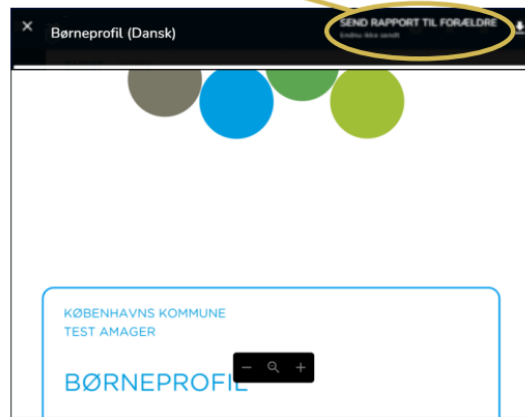 Børneprofil (Dansk)
SEND RAPPORT TIL FORÆLDRE
Endnu ikke sendt
KØBENHAVNS KOMMUNE
TEST AMAGER
BØRNEPROFIL